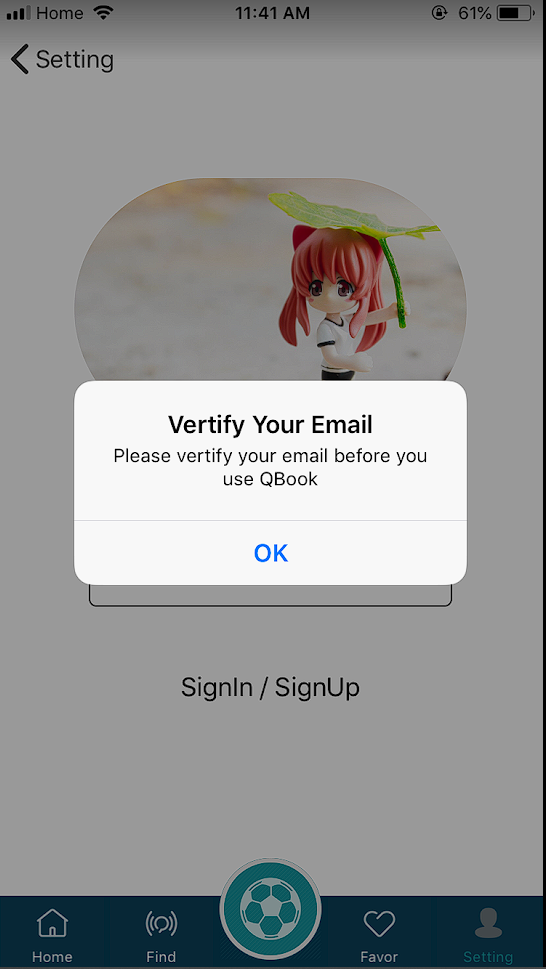 Home 11:41 AM 61%
Setting
Vertify Your Email
Please vertify your email before you
use QBook
OK
SignIn / SignUp
Home Find Favor Setting